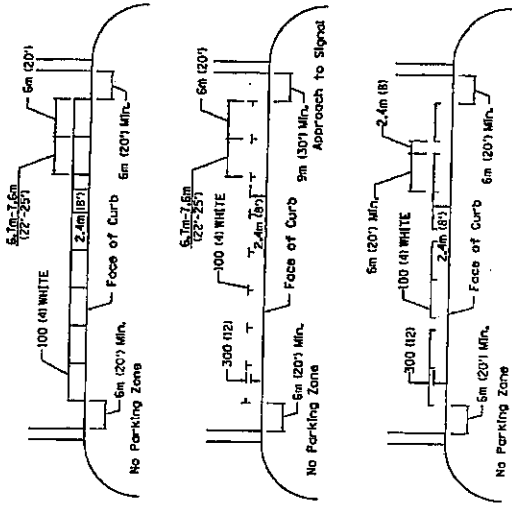 6.7m-7.6m
(22'-25')
6m (20')
100 (4) WHITE
2.4m (8')
Face of Curb
6m (20') Min.
No Parking Zone
6m (20') Min.
6.7m-7.6m
(22'-25')
6m (20')
300 (12)
100 (4) WHITE
2.4m (8')
Face of Curb
6m (20') Min.
No Parking Zone
9m (30') Min.
Approach to Signal
6m (20') Min.
2.4m (8)
300 (12)
100 (4) WHITE
2.4m (8')
Face of Curb
6m (20') Min.
No Parking Zone
6m (20') Min.